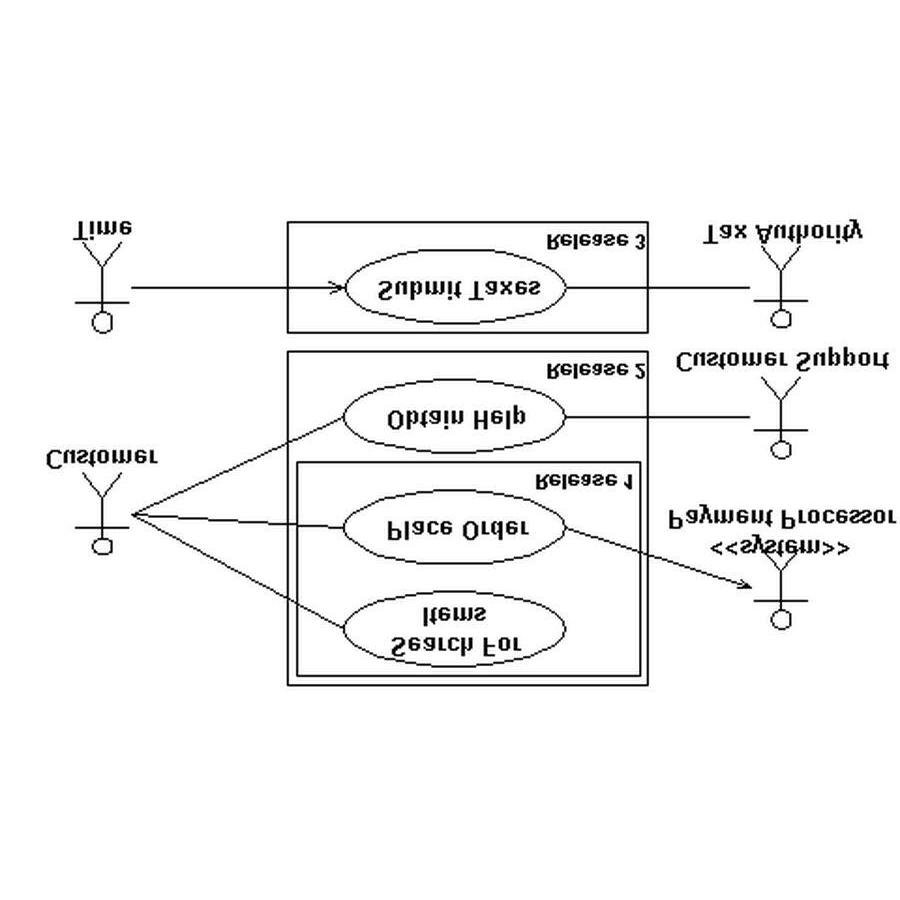 Search For
Items
<<system>>
Payment Processor
Place Order
Release 1
Customer
Obtain Help
Release 2
Customer Support
Submit Taxes
Release 3
Time
Tax Authority